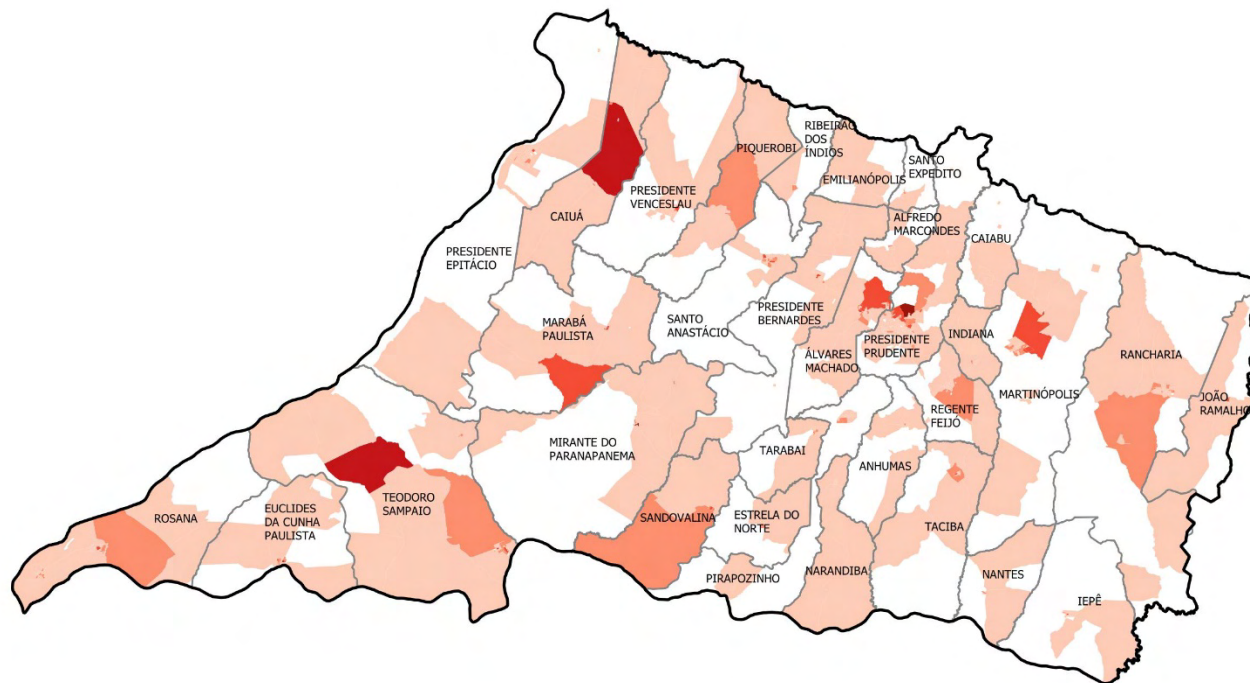 RIBEIRÃO
DOS
ÍNDIOS
PIQUEROBI
SANTO
EXPEDITO
EMILIANÓPOLIS
PRESIDENTE
VENCESLAU
CAIUÁ
ALFREDO
MARCONDES
CAIABU
PRESIDENTE
EPITÁCIO
PRESIDENTE
BERNARDES
SANTO
ANASTÁCIO
MARABÁ
PAULISTA
INDIANA
PRESIDENTE
PRUDENTE
ÁLVARES
MACHADO
RANCHARIA
MARTINÓPOLIS
JOÃO
RAMALHO
REGENTE
FEIJÓ
MIRANTE DO
PARANAPANEMA
TARABAI
ANHUMAS
TEODORO
SAMPAIO
EUCLIDES
DA CUNHA
PAULISTA
ROSANA
SANDOVALINA
ESTRELA DO
NORTE
TACIBA
PIRAPOZINHO
NARANDIBA
NANTES
IEPÊ